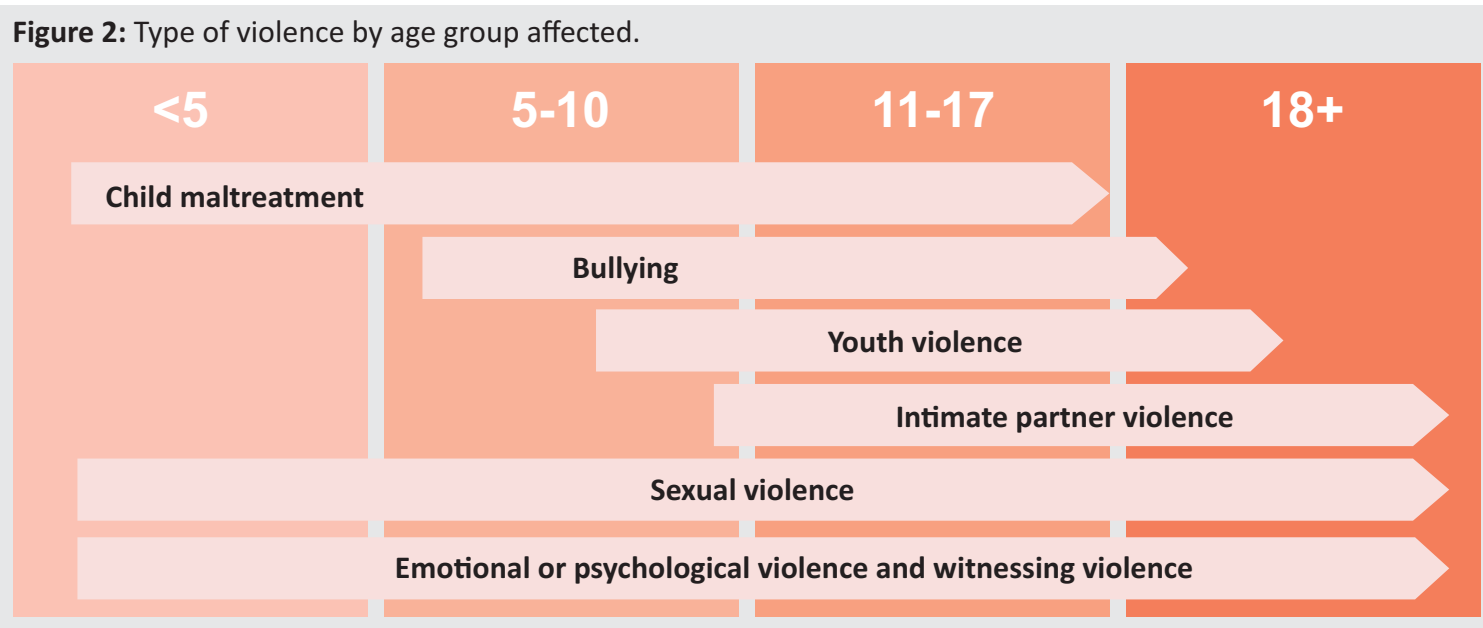 Figure 2: Type of violence by age group affected.
<5 5-10 11-17 18+
Child maltreatment
Bullying
Youth violence
Intimate partner violence
Sexual violence
Emotional or psychological violence and witnessing violence